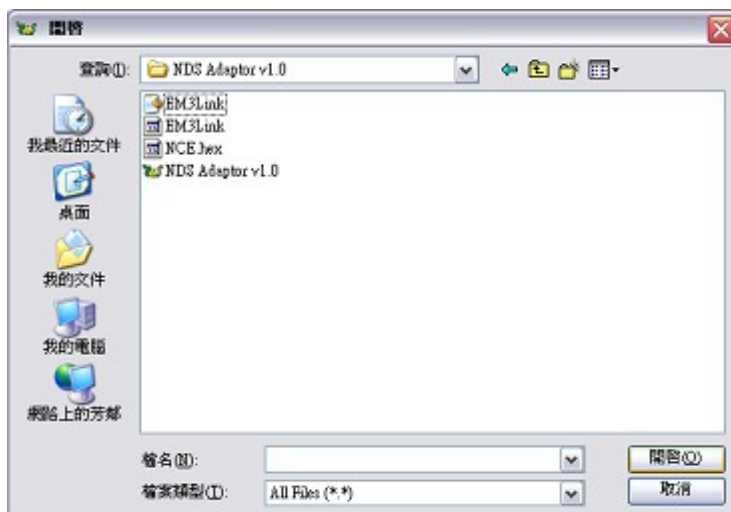 開啓
查詢(I): NDS Adaptor v1.0
我最近的文件
桌面
我的文件
我的電腦
網路上的芳鄰
EM3Link
EM3Link
NCE.hex
NDS Adaptor v1.0
檔名(N):
開啓(O)
檔案類型(T): All Files (*.*)
取消